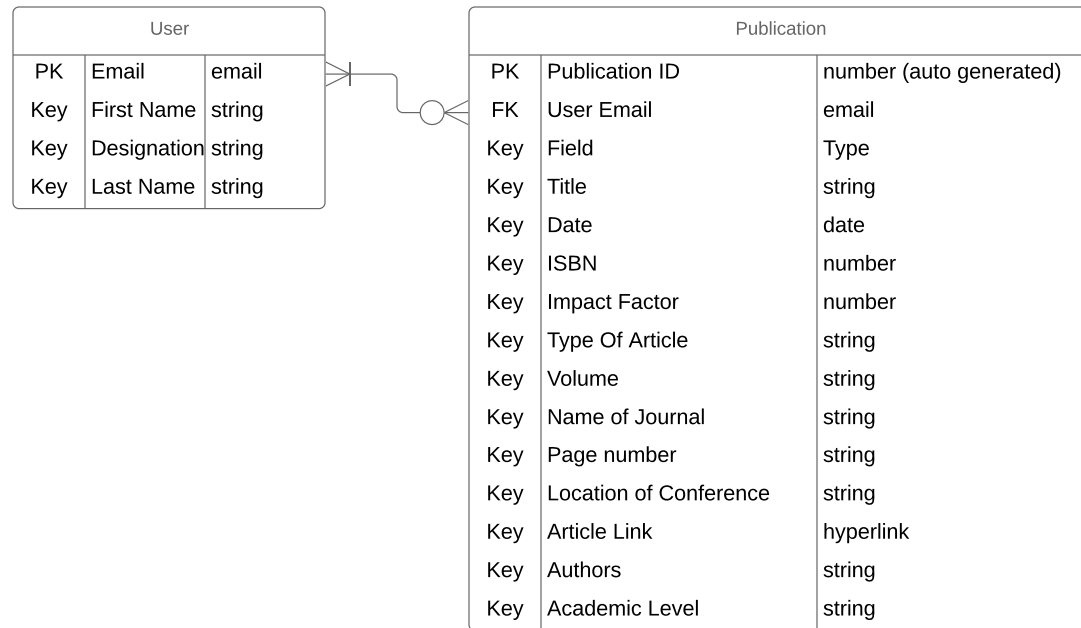 User
PK Email email
Key First Name string
Key Designation string
Key Last Name string
Publication
PK Publication ID number (auto generated)
FK User Email email
Key Field Type
Key Title string
Key Date date
Key ISBN number
Key Impact Factor number
Key Type Of Article string
Key Volume string
Key Name of Journal string
Key Page number string
Key Location of Conference string
Key Article Link hyperlink
Key Authors string
Key Academic Level string